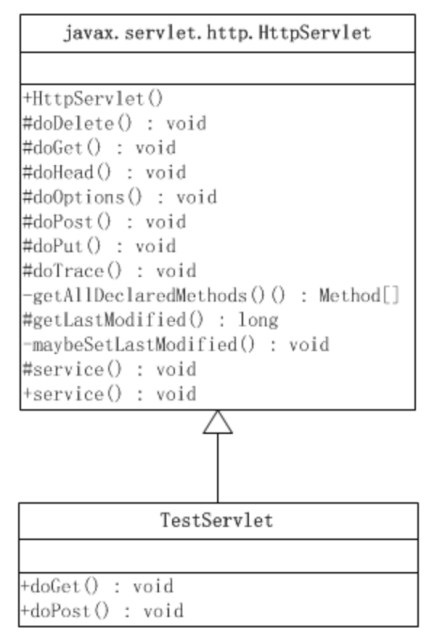 javax.servlet.http.HttpServlet
+HttpServlet()
#doDelete() : void
#doGet() : void
#doHead() : void
#doOptions() : void
#doPost() : void
#doPut() : void
#doTrace() : void
-getAllDeclaredMethods()() : Method[]
#getLastModified() : long
-maybeSetLastModified() : void
#service() : void
+service() : void
TestServlet
+doGet() : void
+doPost() : void